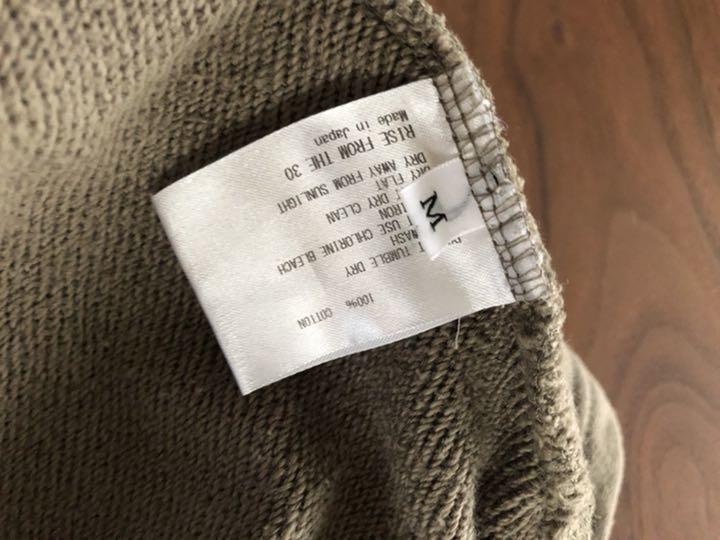 100% COTTON
TUMBLE DRY
WASH
USE CHLORINE BLEACH
IRON
DRY CLEAN
DRY FLAT
DRY AWAY FROM SUNLIGHT
RISE FROM THE 30
Made in Japan
M